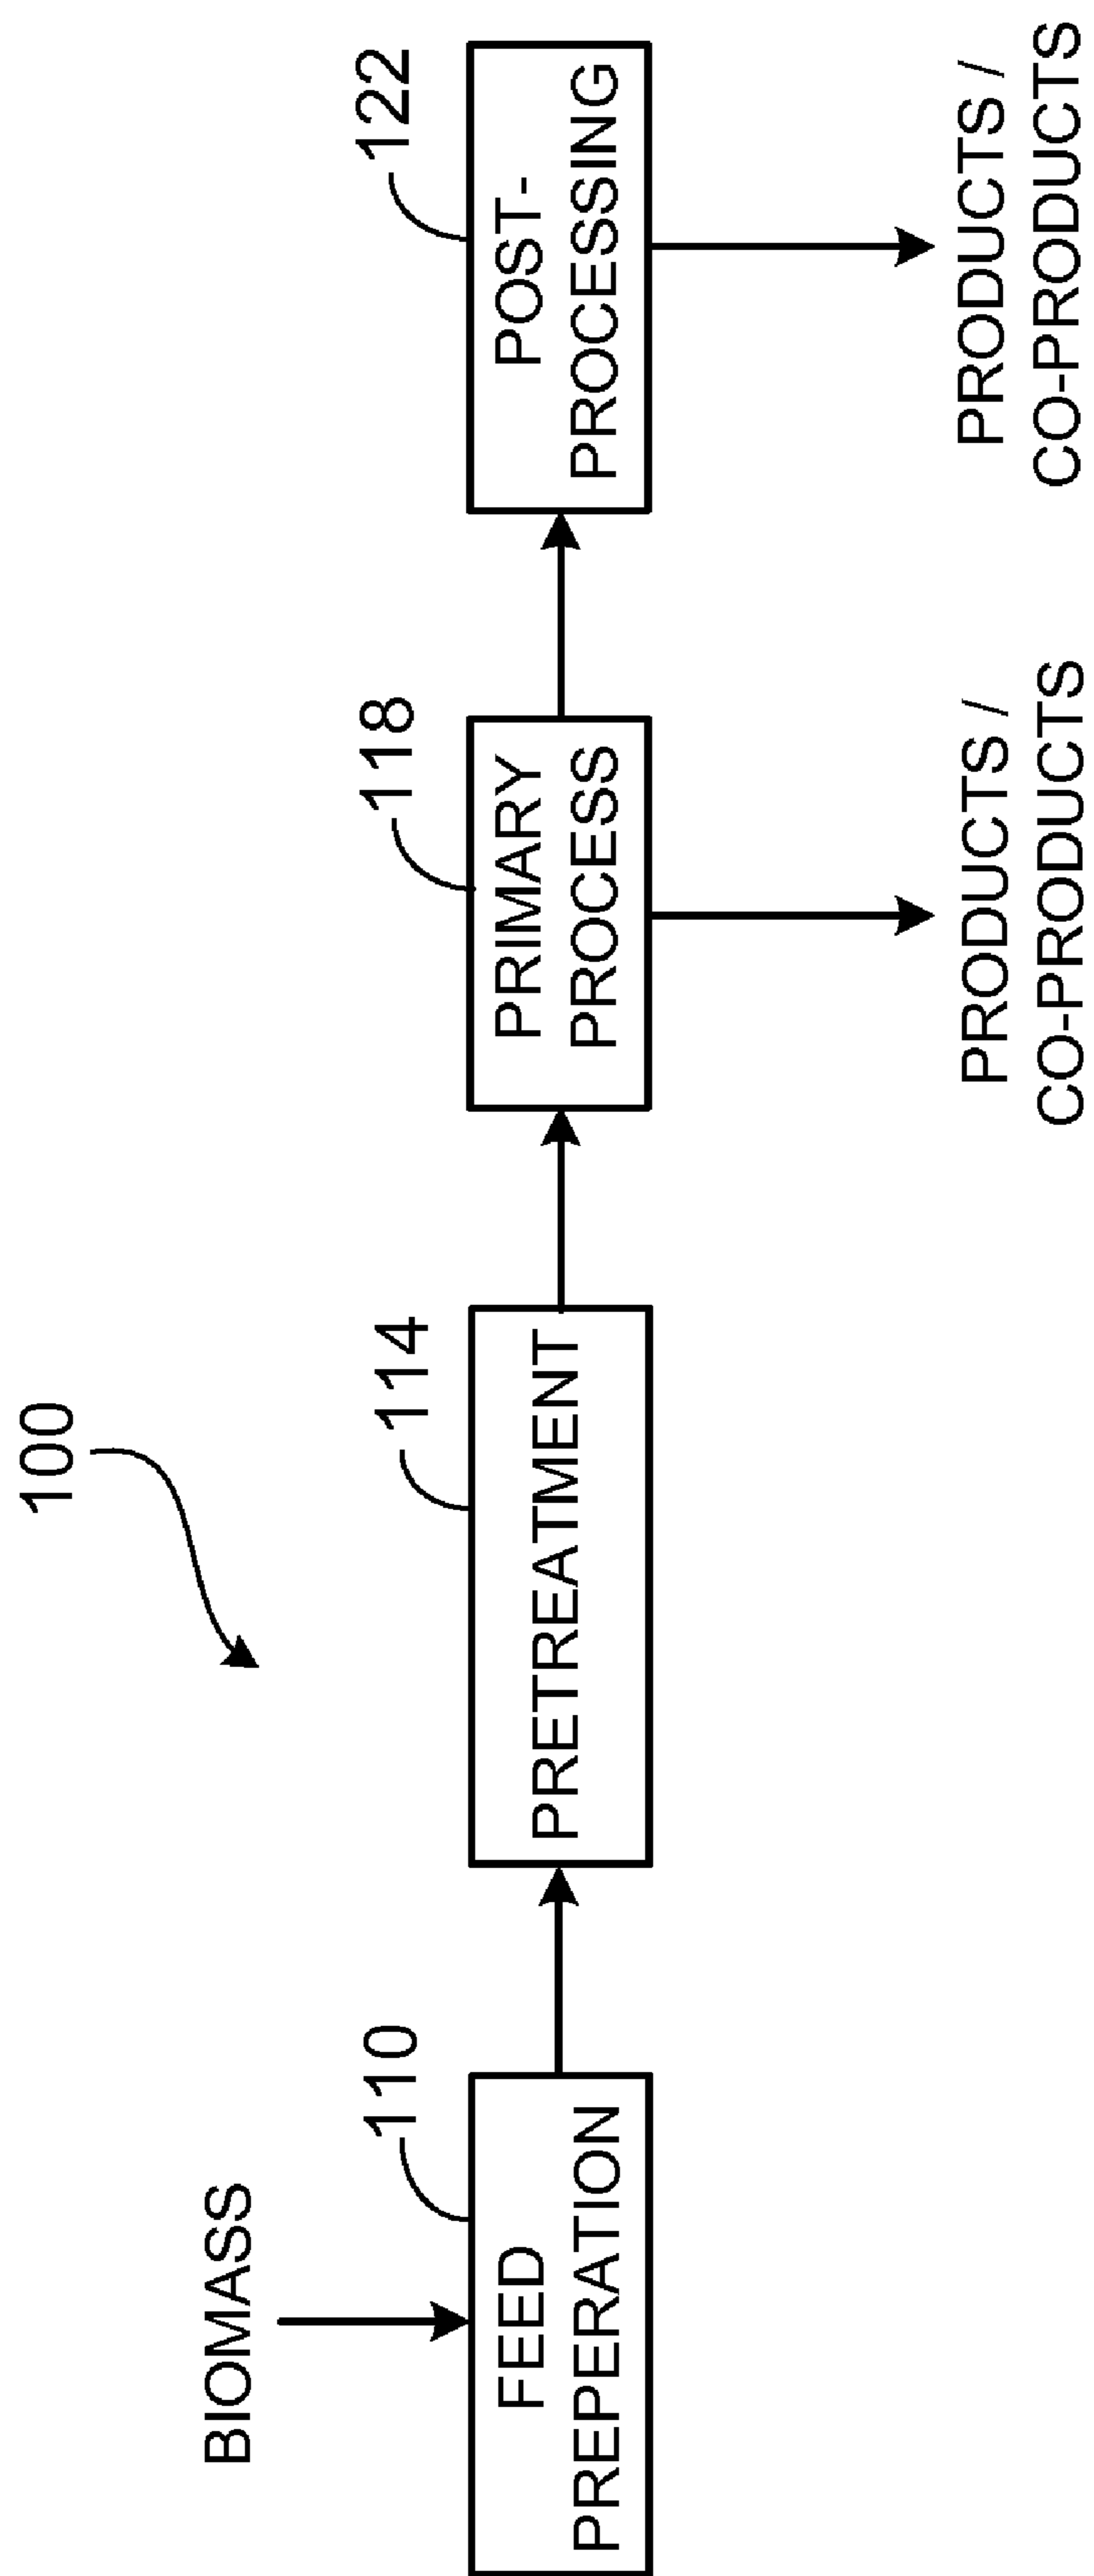 100
BIOMASS
110
FEED
PREPERATION
114
PRETREATMENT
118
PRIMARY
PROCESS
122
POST-
PROCESSING
PRODUCTS /
CO-PRODUCTS
PRODUCTS /
CO-PRODUCTS